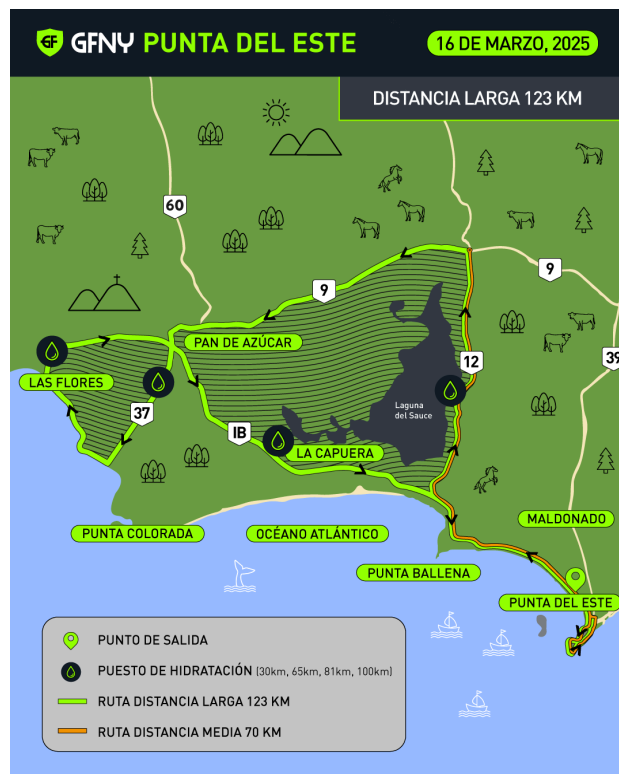 GF GFNY PUNTA DEL ESTE
16 DE MARZO, 2025
DISTANCIA LARGA 123 KM
60
9
9
PAN DE AZÚCAR
12
39
LAS FLORES
37
Laguna
del Sauce
IB
LA CAPUERA
PUNTA COLORADA
OCÉANO ATLÁNTICO
MALDONADO
PUNTA BALLENA
PUNTA DEL ESTE
PUNTO DE SALIDA
PUESTO DE HIDRATACIÓN (30km, 65km, 81km, 100km)
RUTA DISTANCIA LARGA 123 KM
RUTA DISTANCIA MEDIA 70 KM